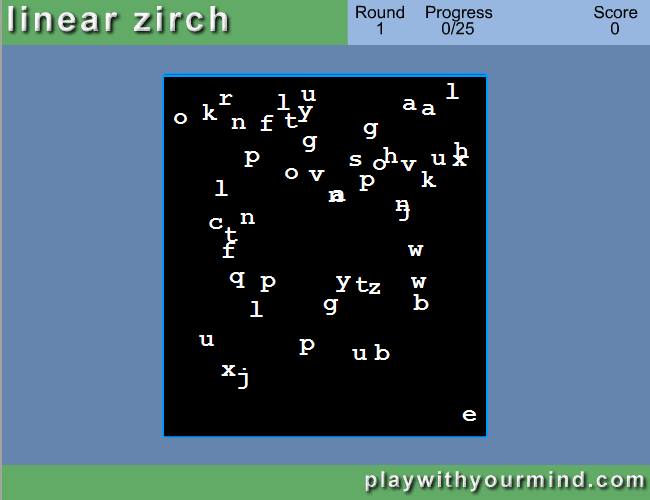 linear zirch
Round Progress Score
1 0/25 0
l
r l u a a
o k n f t y
g g
p s o h v u h x
o v p k
l n a
c n n j
t
f w
q p y t z w
l g b
u p u b
x j
e
playwithyourmind.com